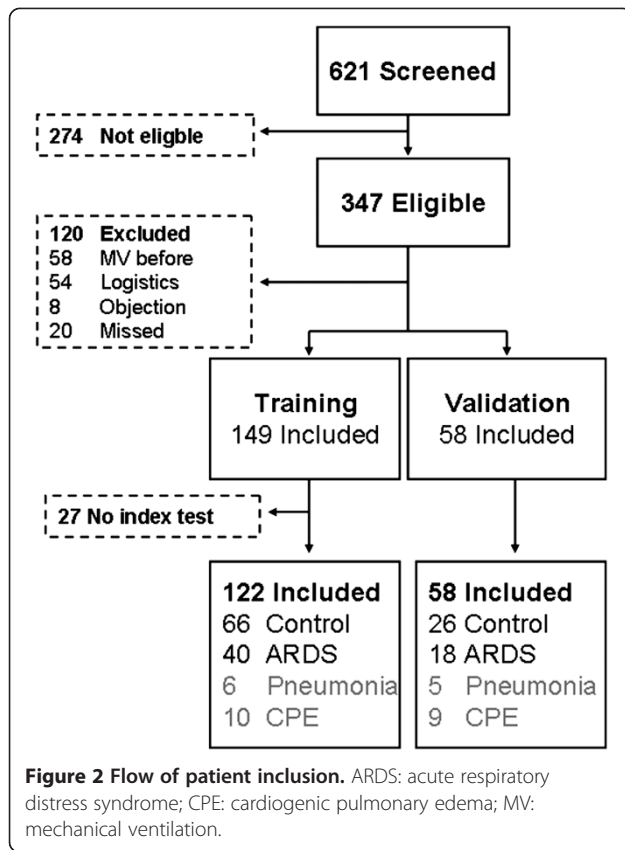 621 Screened
274 Not eligble
347 Eligible
120 Excluded
58 MV before
54 Logistics
8 Objection
20 Missed
Training
149 Included
Validation
58 Included
27 No index test
122 Included
66 Control
40 ARDS
6 Pneumonia
10 CPE
58 Included
26 Control
18 ARDS
5 Pneumonia
9 CPE
Figure 2 Flow of patient inclusion. ARDS: acute respiratory
distress syndrome; CPE: cardiogenic pulmonary edema; MV:
mechanical ventilation.